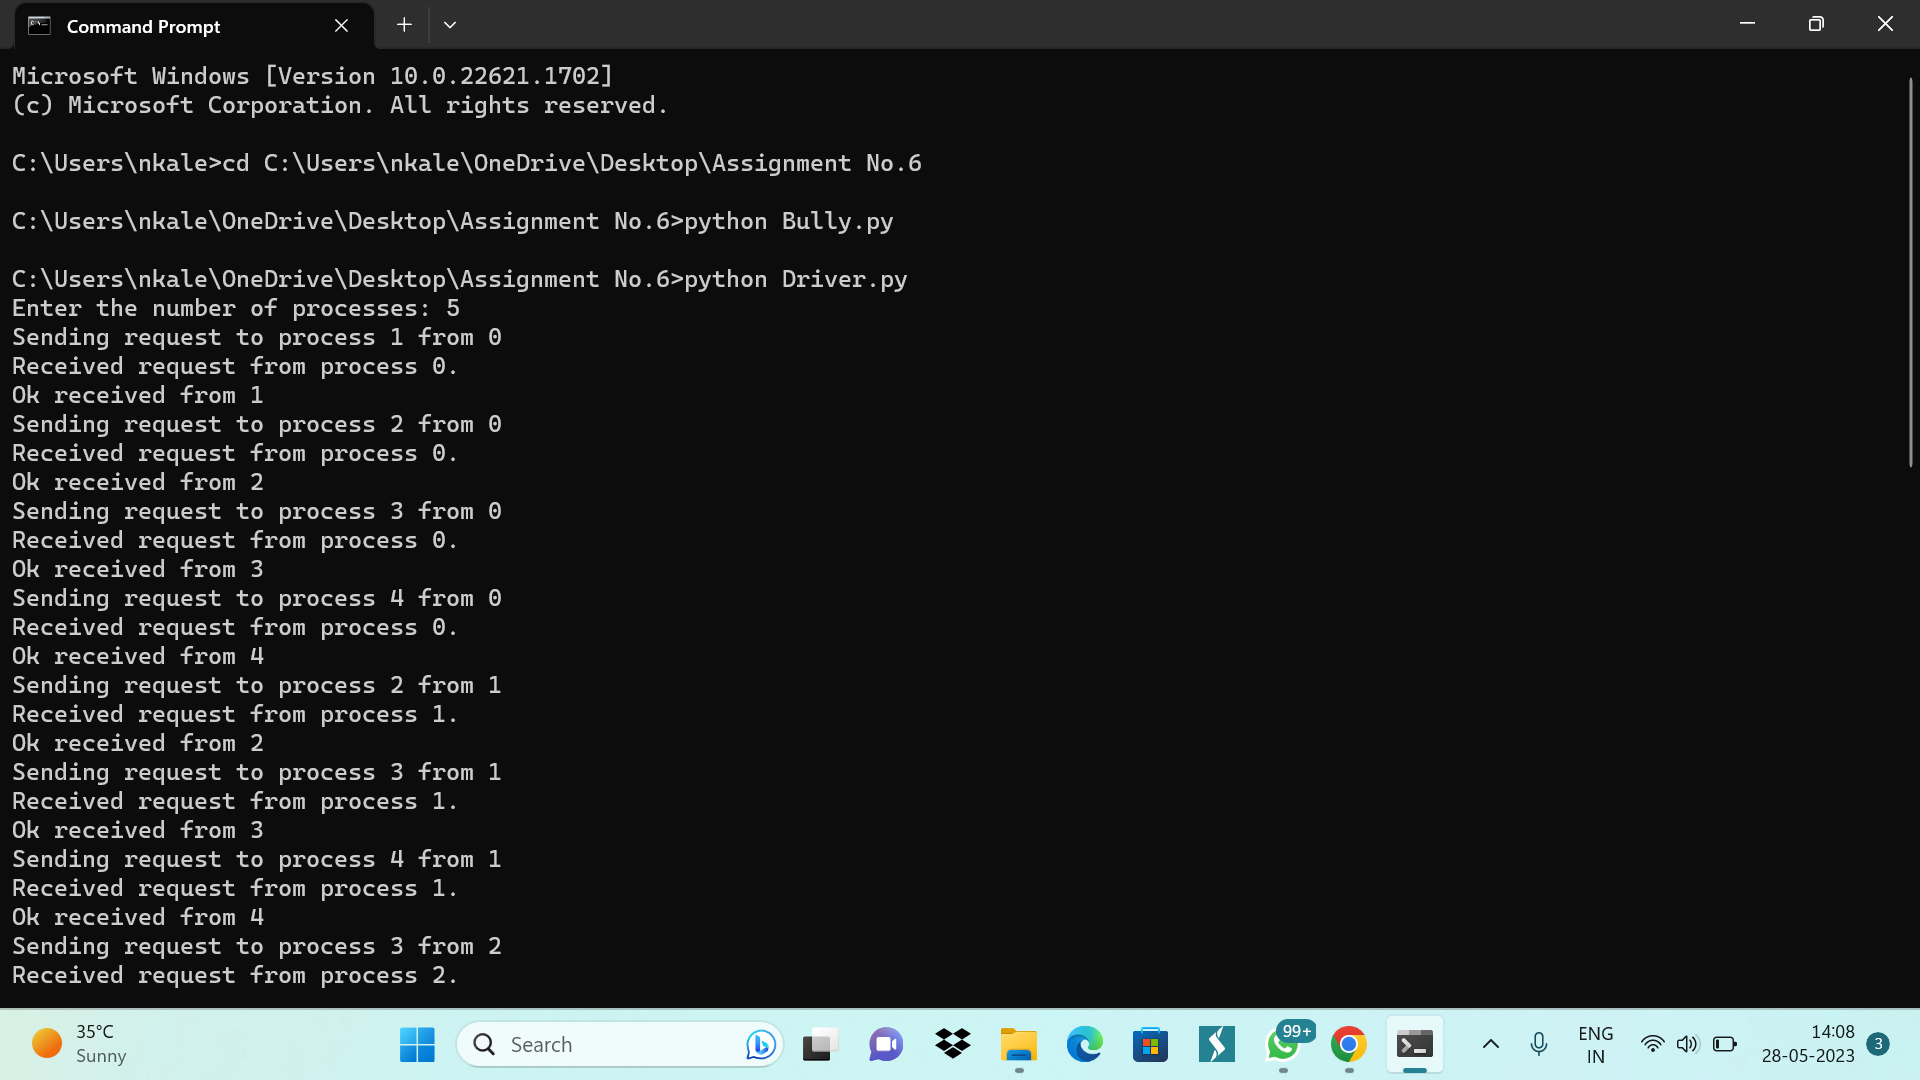 Command Prompt
Microsoft Windows [Version 10.0.22621.1702]
(c) Microsoft Corporation. All rights reserved.
C:\Users\nkale>cd C:\Users\nkale\OneDrive\Desktop\Assignment No.6
C:\Users\nkale\OneDrive\Desktop\Assignment No.6>python Bully.py
C:\Users\nkale\OneDrive\Desktop\Assignment No.6>python Driver.py
Enter the number of processes: 5
Sending request to process 1 from 0
Received request from process 0.
Ok received from 1
Sending request to process 2 from 0
Received request from process 0.
Ok received from 2
Sending request to process 3 from 0
Received request from process 0.
Ok received from 3
Sending request to process 4 from 0
Received request from process 0.
Ok received from 4
Sending request to process 2 from 1
Received request from process 1.
Ok received from 2
Sending request to process 3 from 1
Received request from process 1.
Ok received from 3
Sending request to process 4 from 1
Received request from process 1.
Ok received from 4
Sending request to process 3 from 2
Received request from process 2.
35°C
Sunny
Search
99+
ENG
IN
14:08
28-05-2023
3